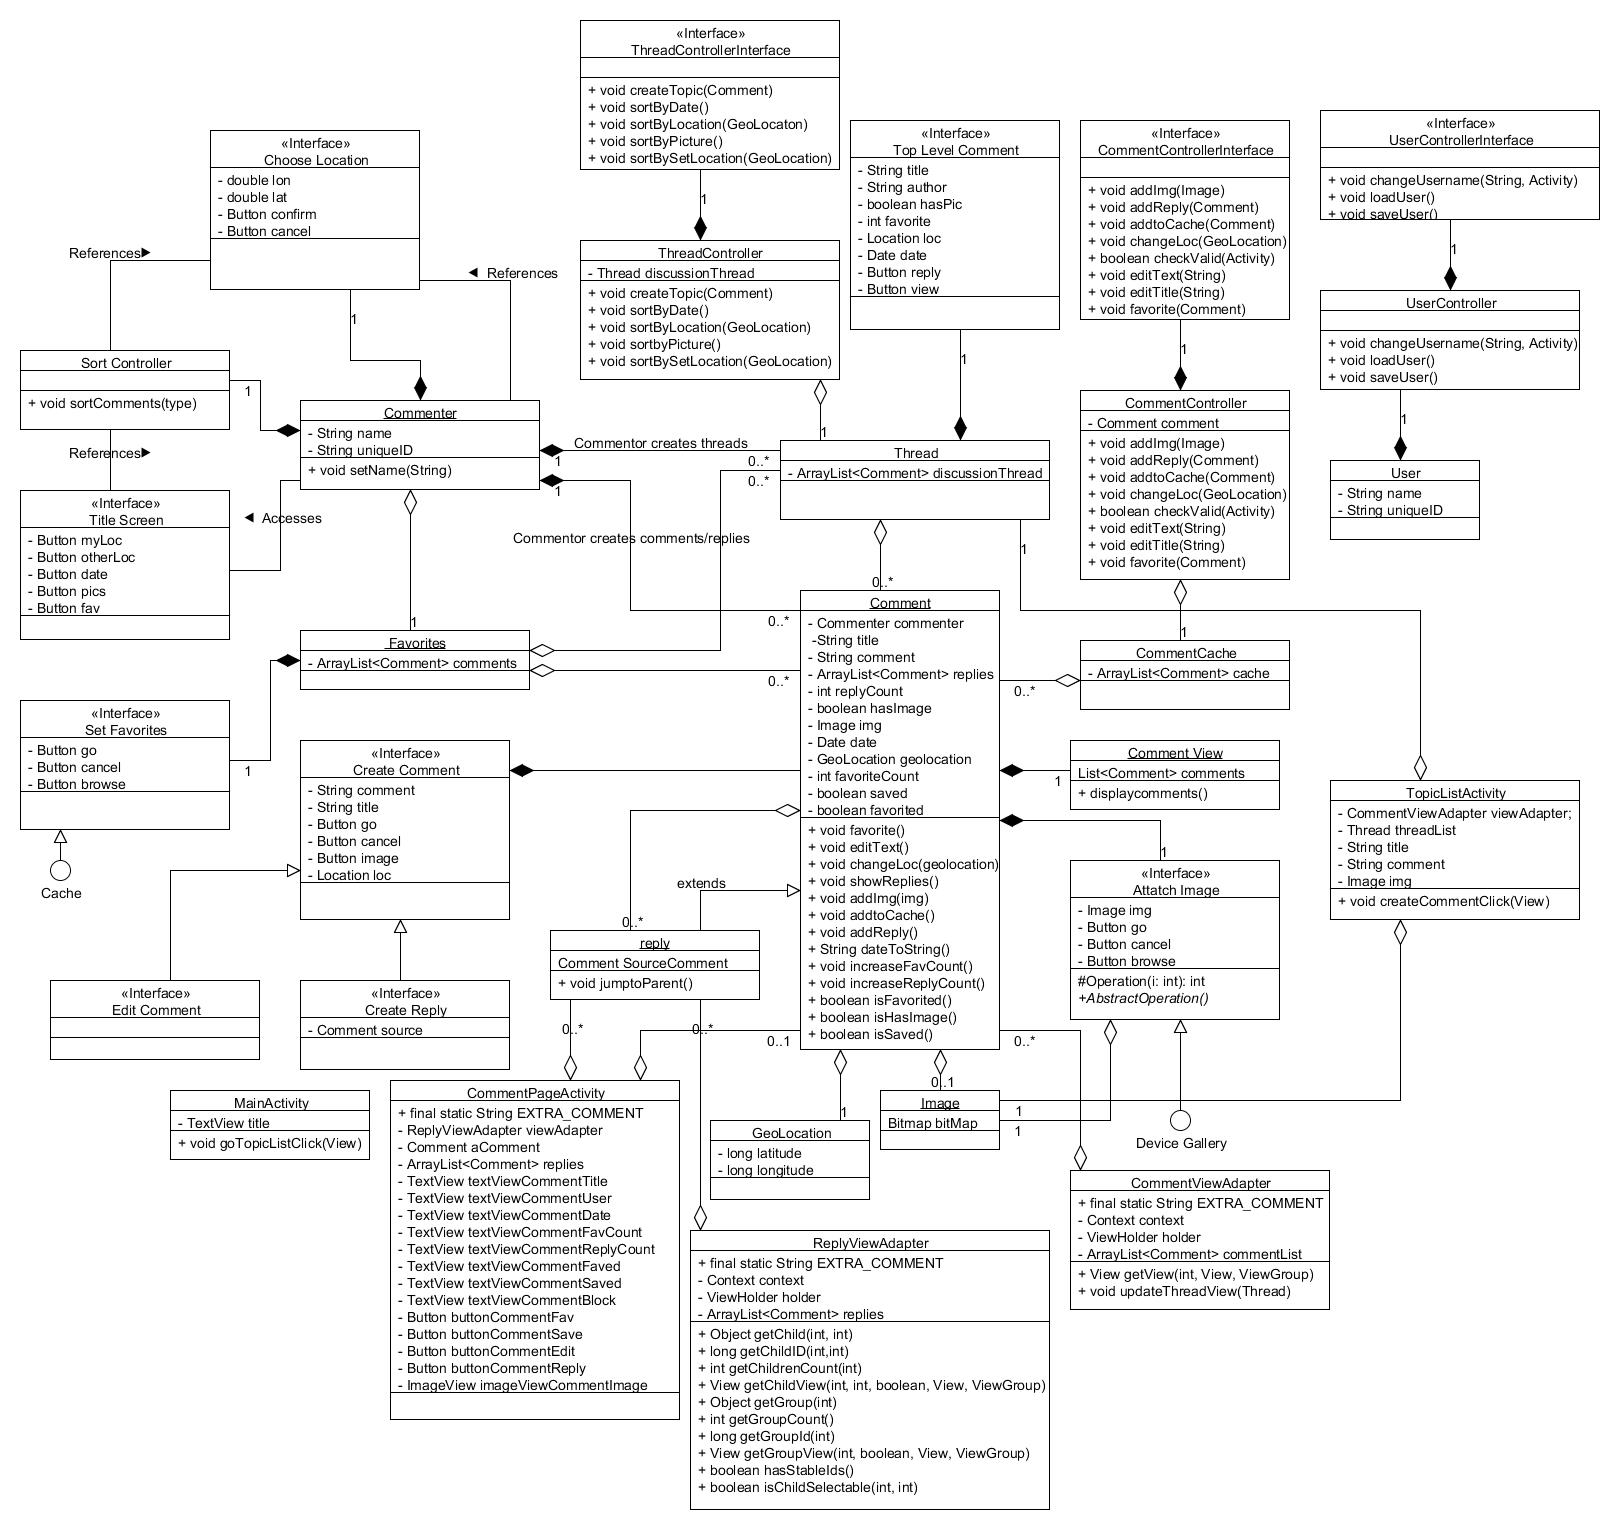 «Interface»
ThreadControllerInterface
+ void createTopic(Comment)
+ void sortByDate()
+ void sortByLocation(GeoLocaton)
+ void sortByPicture()
+ void sortBySetLocation(GeoLocation)
1
«Interface»
Choose Location
- double lon
- double lat
- Button confirm
- Button cancel
«Interface»
Top Level Comment
- String title
- String author
- boolean hasPic
- int favorite
- Location loc
- Date date
- Button reply
- Button view
1
«Interface»
CommentControllerInterface
+ void addImg(Image)
+ void addReply(Comment)
+ void addtoCache(Comment)
+ void changeLoc(GeoLocation)
+ boolean checkValid(Activity)
+ void editText(String)
+ void editTitle(String)
+ void favorite(Comment)
1
«Interface»
UserControllerInterface
+ void changeUsername(String, Activity)
+ void loadUser()
+ void saveUser()
1
References►
◄ References
1
ThreadController
- Thread discussionThread
+ void createTopic(Comment)
+ void sortByDate()
+ void sortByLocation(GeoLocation)
+ void sortbyPicture()
+ void sortBySetLocation(GeoLocation)
1
UserController
+ void changeUsername(String, Activity)
+ void loadUser()
+ void saveUser()
1
Sort Controller
+ void sortComments(type)
1
References►
Commenter
- String name
- String uniqueID
+ void setName(String)
Commentor creates threads
1
0..*
1
0..*
Commentor creates comments/replies
0..*
Thread
- ArrayList<Comment> discussionThread
1
0..*
CommentController
- Comment comment
+ void addImg(Image)
+ void addReply(Comment)
+ void addtoCache(Comment)
+ void changeLoc(GeoLocation)
+ boolean checkValid(Activity)
+ void editText(String)
+ void editTitle(String)
+ void favorite(Comment)
1
User
- String name
- String uniqueID
«Interface»
Title Screen
- Button myLoc
- Button otherLoc
- Button date
- Button pics
- Button fav
◄ Accesses
1
Favorites
- ArrayList<Comment> comments
0..*
Comment
- Commenter commenter
-String title
- String comment
- ArrayList<Comment> replies
- int replyCount
- boolean hasImage
- Image img
- Date date
- GeoLocation geolocation
- int favoriteCount
- boolean saved
- boolean favorited
+ void favorite()
+ void editText()
+ void changeLoc(geolocation)
+ void showReplies()
+ void addImg(img)
+ void addtoCache()
+ void addReply()
+ String dateToString()
+ void increaseFavCount()
+ void increaseReplyCount()
+ boolean isFavorited()
+ boolean isHasImage()
+ boolean isSaved()
CommentCache
- ArrayList<Comment> cache
0..*
«Interface»
Set Favorites
- Button go
- Button cancel
- Button browse
1
Cache
«Interface»
Create Comment
- String comment
- String title
- Button go
- Button cancel
- Button image
- Location loc
Comment View
List<Comment> comments
+ displaycomments()
1
1
TopicListActivity
- CommentViewAdapter viewAdapter;
- Thread threadList
- String title
- String comment
- Image img
+ void createCommentClick(View)
«Interface»
Attatch Image
- Image img
- Button go
- Button cancel
- Button browse
#Operation(i: int): int
+AbstractOperation()
extends
0..*
reply
Comment SourceComment
+ void jumptoParent()
«Interface»
Edit Comment
«Interface»
Create Reply
- Comment source
0..*
0..*
0..1
0..*
0..1
1
1
1
Image
Bitmap bitMap
Device Gallery
MainActivity
- TextView title
+ void goTopicListClick(View)
CommentPageActivity
+ final static String EXTRA_COMMENT
- ReplyViewAdapter viewAdapter
- Comment aComment
- ArrayList<Comment> replies
- TextView textViewCommentTitle
- TextView textViewCommentUser
- TextView textViewCommentDate
- TextView textViewCommentFavCount
- TextView textViewCommentReplyCount
- TextView textViewCommentFaved
- TextView textViewCommentSaved
- TextView textViewCommentBlock
- Button buttonCommentFav
- Button buttonCommentSave
- Button buttonCommentEdit
- Button buttonCommentReply
- ImageView imageViewCommentImage
GeoLocation
- long latitude
- long longitude
CommentViewAdapter
+ final static String EXTRA_COMMENT
- Context context
- ViewHolder holder
- ArrayList<Comment> commentList
+ View getView(int, View, ViewGroup)
+ void updateThreadView(Thread)
ReplyViewAdapter
+ final static String EXTRA_COMMENT
- Context context
- ViewHolder holder
- ArrayList<Comment> replies
+ Object getChild(int, int)
+ long getChildID(int,int)
+ int getChildrenCount(int)
+ View getChildView(int, int, boolean, View, ViewGroup)
+ Object getGroup(int)
+ int getGroupCount()
+ long getGroupId(int)
+ View getGroupView(int, boolean, View, ViewGroup)
+ boolean hasStableIds()
+ boolean isChildSelectable(int, int)